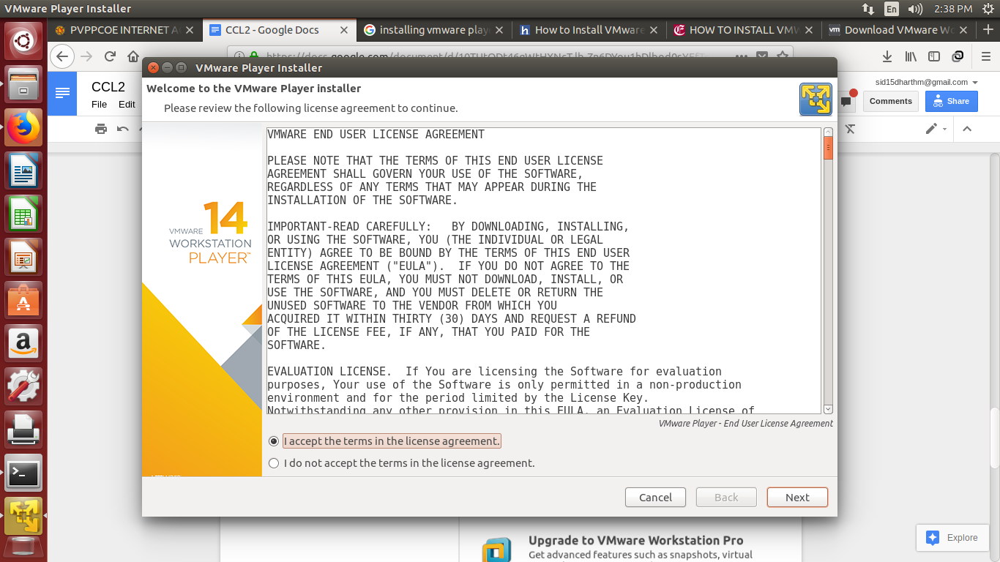 VMware Player Installer
En
2:38 PM
PVPPCOE INTERNET A
CCL2 - Google Docs
installing vmware play
How to Install VMware
HOW TO INSTALL VMW
Download VMware Wo
VMware Player Installer
CCL2
File Edit
sid15dharthm@gmail.com
Comments
Share
Welcome to the VMware Player installer
Please review the following license agreement to continue.
VMWARE
14
WORKSTATION
PLAYER™
VMWARE END USER LICENSE AGREEMENT
PLEASE NOTE THAT THE TERMS OF THIS END USER LICENSE
AGREEMENT SHALL GOVERN YOUR USE OF THE SOFTWARE,
REGARDLESS OF ANY TERMS THAT MAY APPEAR DURING THE
INSTALLATION OF THE SOFTWARE.
IMPORTANT-READ CAREFULLY:   BY DOWNLOADING, INSTALLING,
OR USING THE SOFTWARE, YOU (THE INDIVIDUAL OR LEGAL
ENTITY) AGREE TO BE BOUND BY THE TERMS OF THIS END USER
LICENSE AGREEMENT ("EULA").  IF YOU DO NOT AGREE TO THE
TERMS OF THIS EULA, YOU MUST NOT DOWNLOAD, INSTALL, OR
USE THE SOFTWARE, AND YOU MUST DELETE OR RETURN THE
UNUSED SOFTWARE TO THE VENDOR FROM WHICH YOU
ACQUIRED IT WITHIN THIRTY (30) DAYS AND REQUEST A REFUND
OF THE LICENSE FEE, IF ANY, THAT YOU PAID FOR THE
SOFTWARE.
EVALUATION LICENSE.  If You are licensing the Software for evaluation
purposes, Your use of the Software is only permitted in a non-production
environment and for the period limited by the License Key.
Notwithstanding any other provision in this EULA, an Evaluation License of
VMware Player - End User License Agreement
I accept the terms in the license agreement.
I do not accept the terms in the license agreement.
Cancel
Back
Next
Upgrade to VMware Workstation Pro
Get advanced features such as snapshots, virtual
Explore